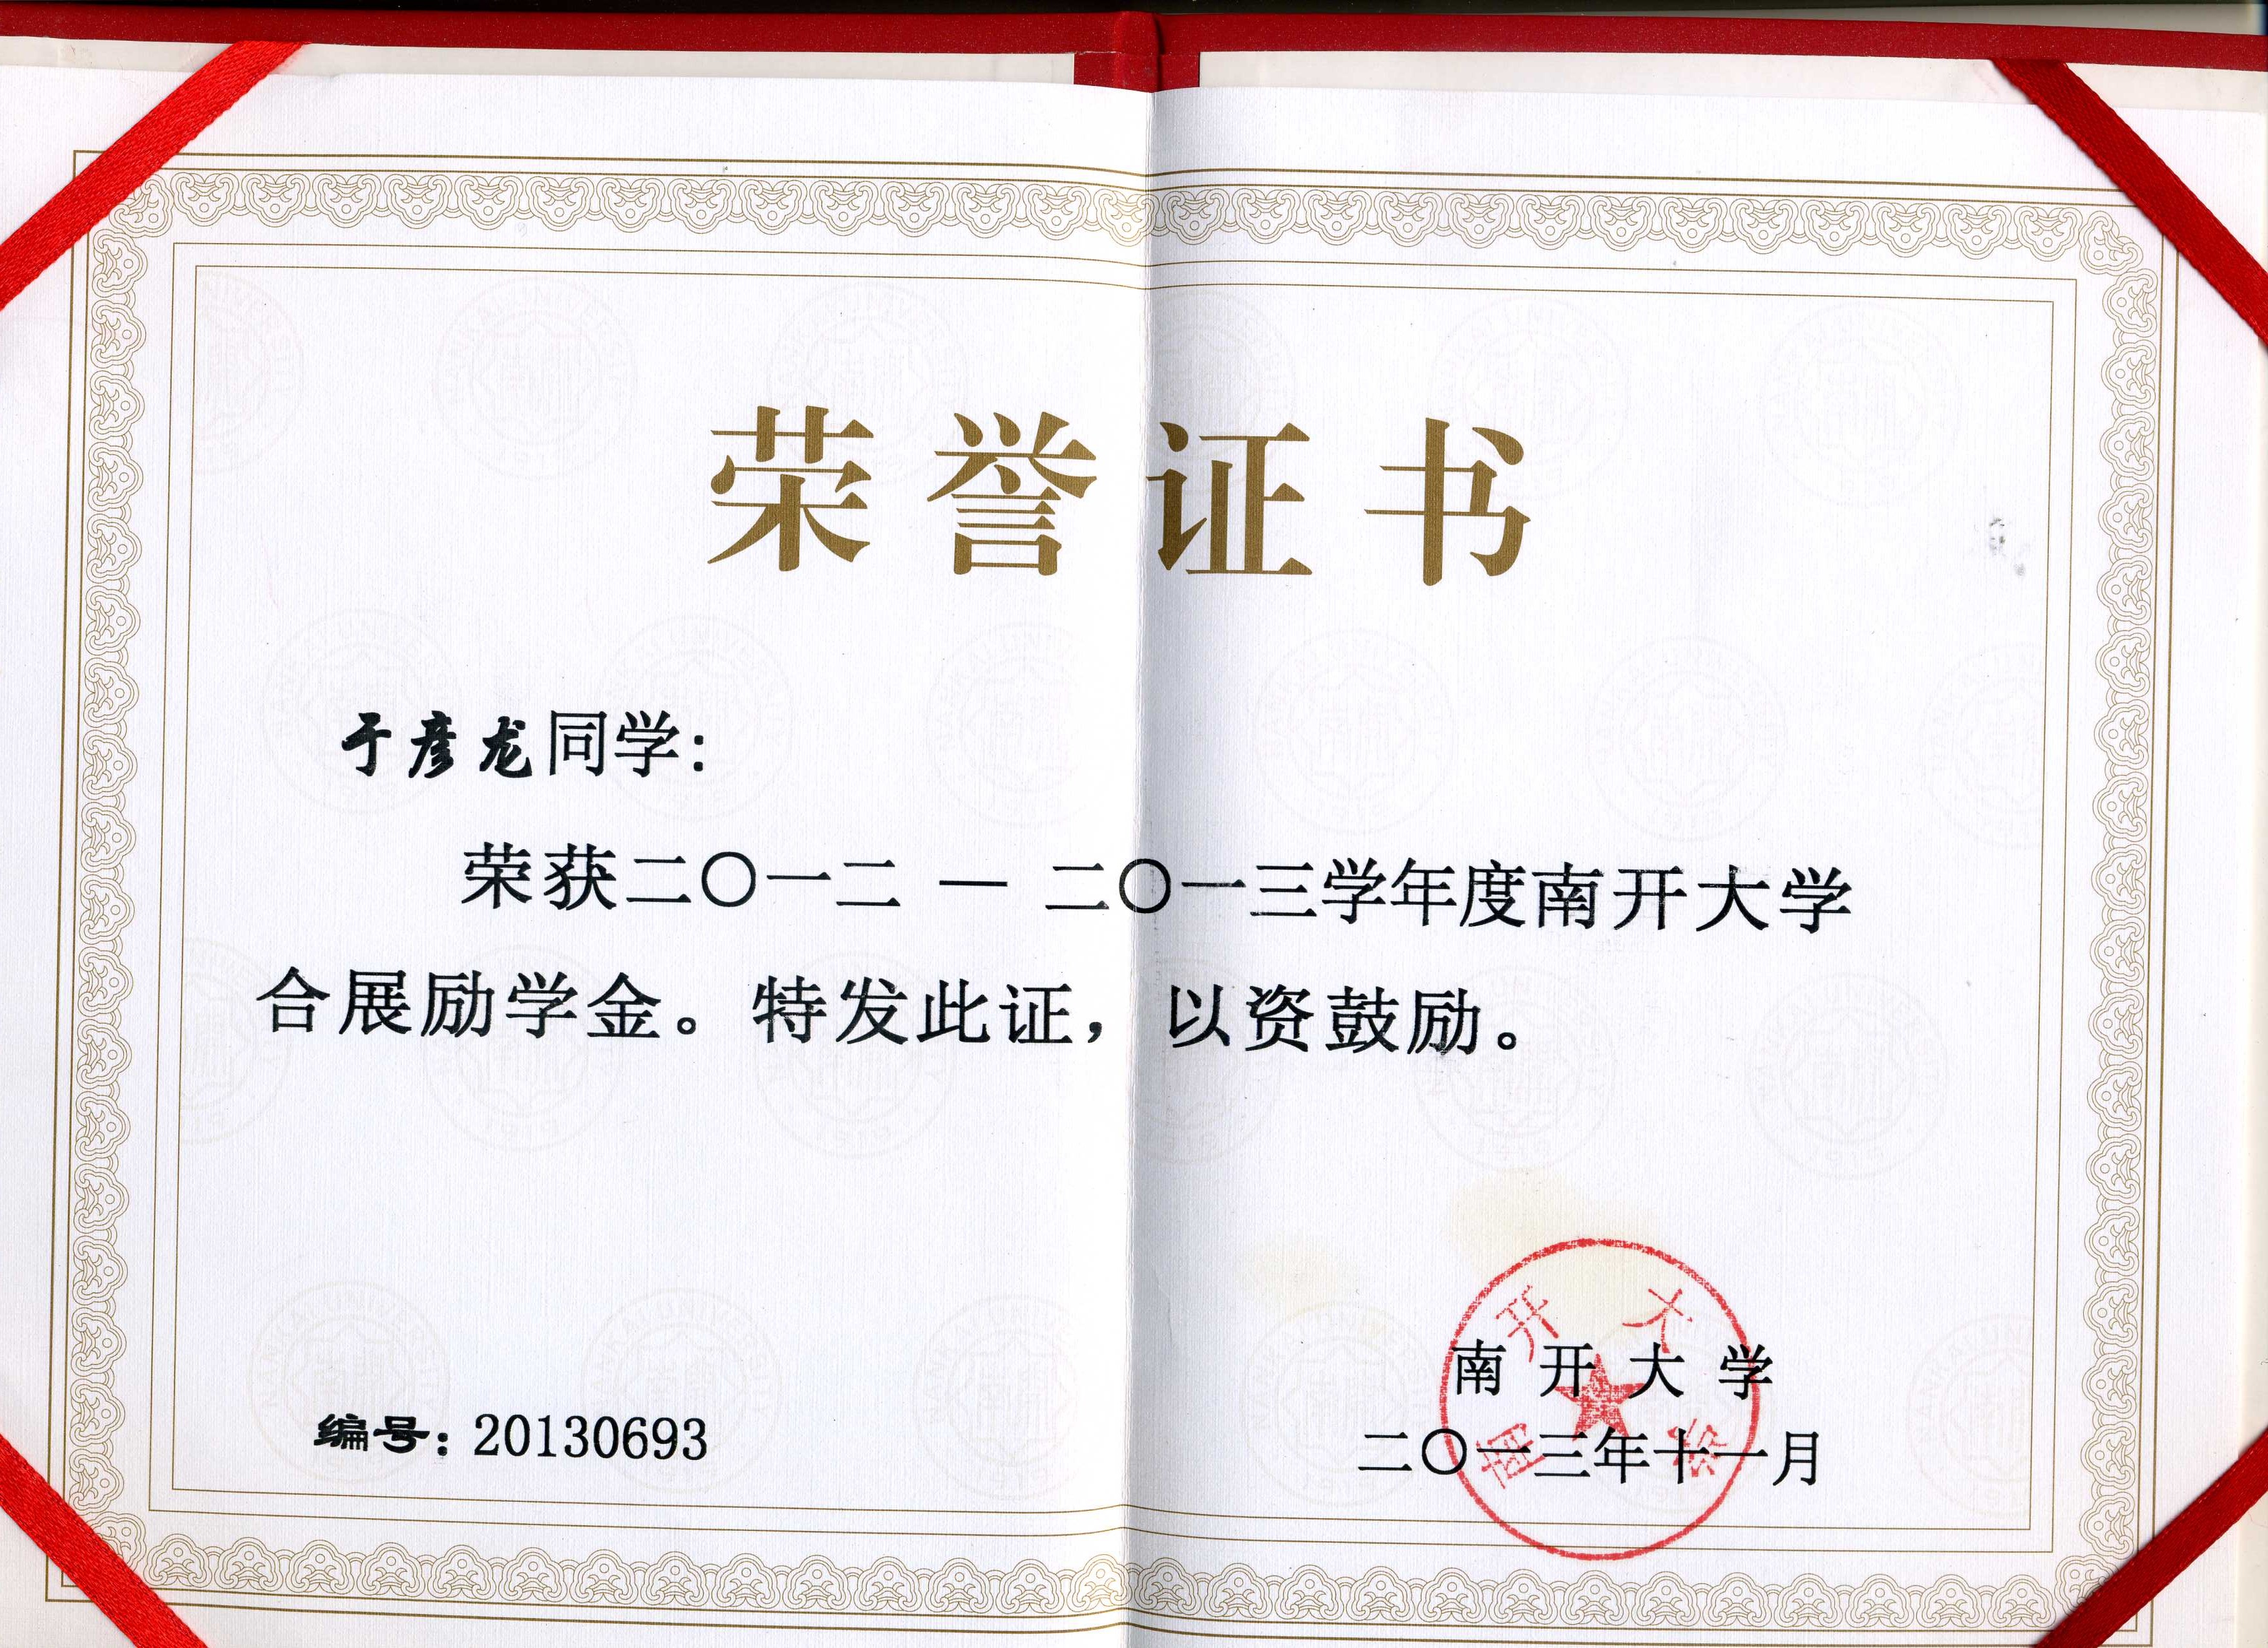 荣誉证书
于彦龙同学:
荣获二〇一二 — 二〇一三学年度南开大学
合展励学金。特发此证，以资鼓励。
南开大学
南开大学
二〇一三年十一月
编号: 20130693